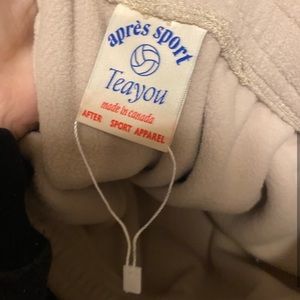 après sport
Teayou
made in canada
AFTER SPORT APPAREL